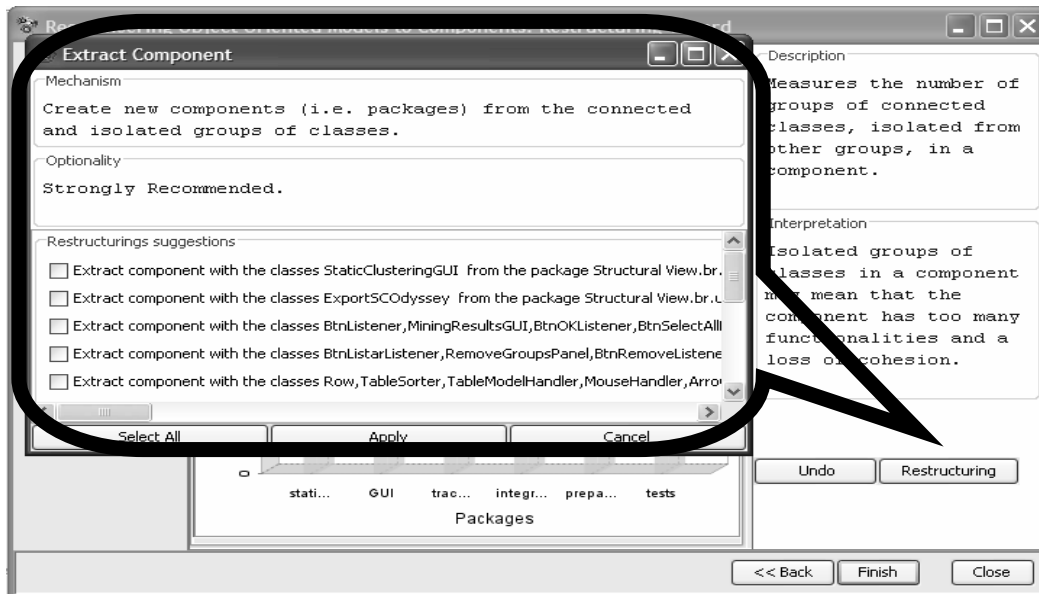 Extract Component
Mechanism
Create new components (i.e. packages) from the connected
and isolated groups of classes.
Optionality
Strongly Recommended.
Restructurings suggestions
Extract component with the classes StaticClusteringGUI from the package Structural View.br.
Extract component with the classes ExportSCOdyssey from the package Structural View.br.u
Extract component with the classes BtnListener,MiningResultsGUI,BtnOKListener,BtnSelectAll
Extract component with the classes BtnListarListener,RemoveGroupsPanel,BtnRemoveListene
Extract component with the classes Row,TableSorter,TableModelHandler,MouseHandler,Arro
Select All Apply Cancel
Description
Measures the number of
groups of connected
classes, isolated from
other groups, in a
component.
Interpretation
Isolated groups of
classes in a component
may mean that the
component has too many
functionalities and a
loss of cohesion.
0
stati... GUI trac... integr... prepa... tests
Packages
Undo Restructuring
<< Back Finish Close